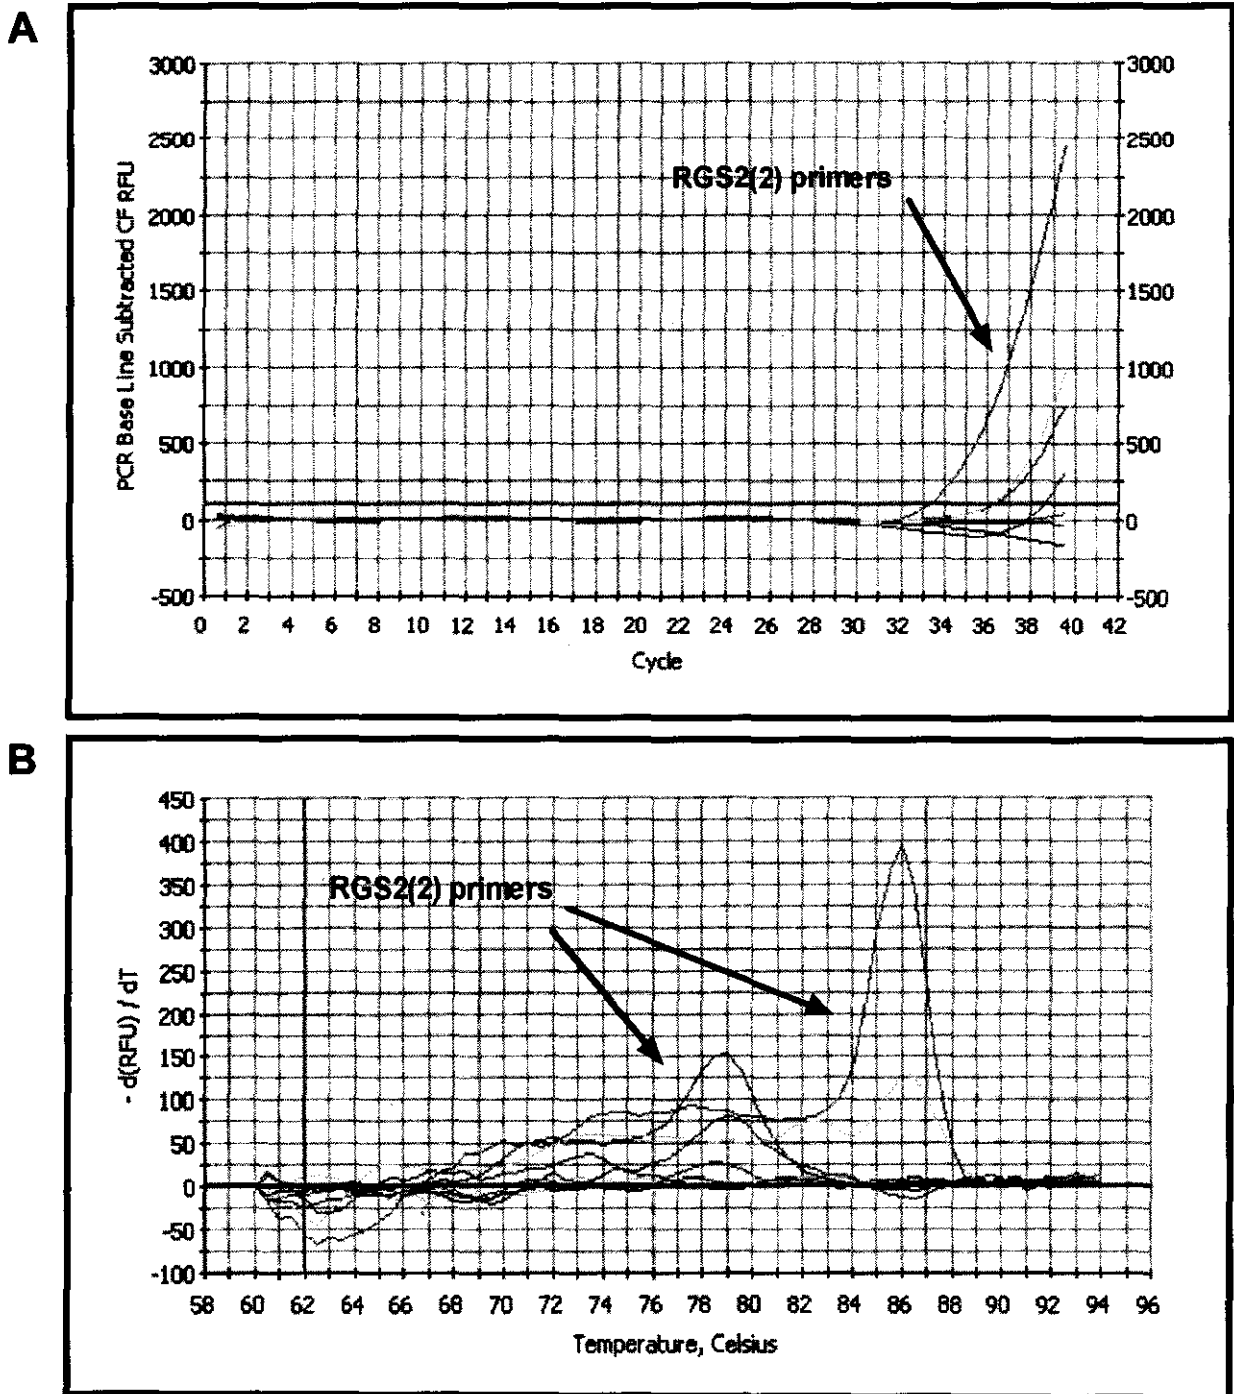 A
3000
2500
2000
1500
1000
500
0
-500
3000
2500
2000
1500
1000
500
0
-500
PCR Base Line Subtracted CF RFU
RGS2(2) primers
0 2 4 6 8 10 12 14 16 18 20 22 24 26 28 30 32 34 36 38 40 42
Cycle
B
450
400
350
300
250
200
150
100
50
0
-50
-100
- d(RFU) / dT
RGS2(2) primers
58 60 62 64 66 68 70 72 74 76 78 80 82 84 86 88 90 92 94 96
Temperature, Celsius